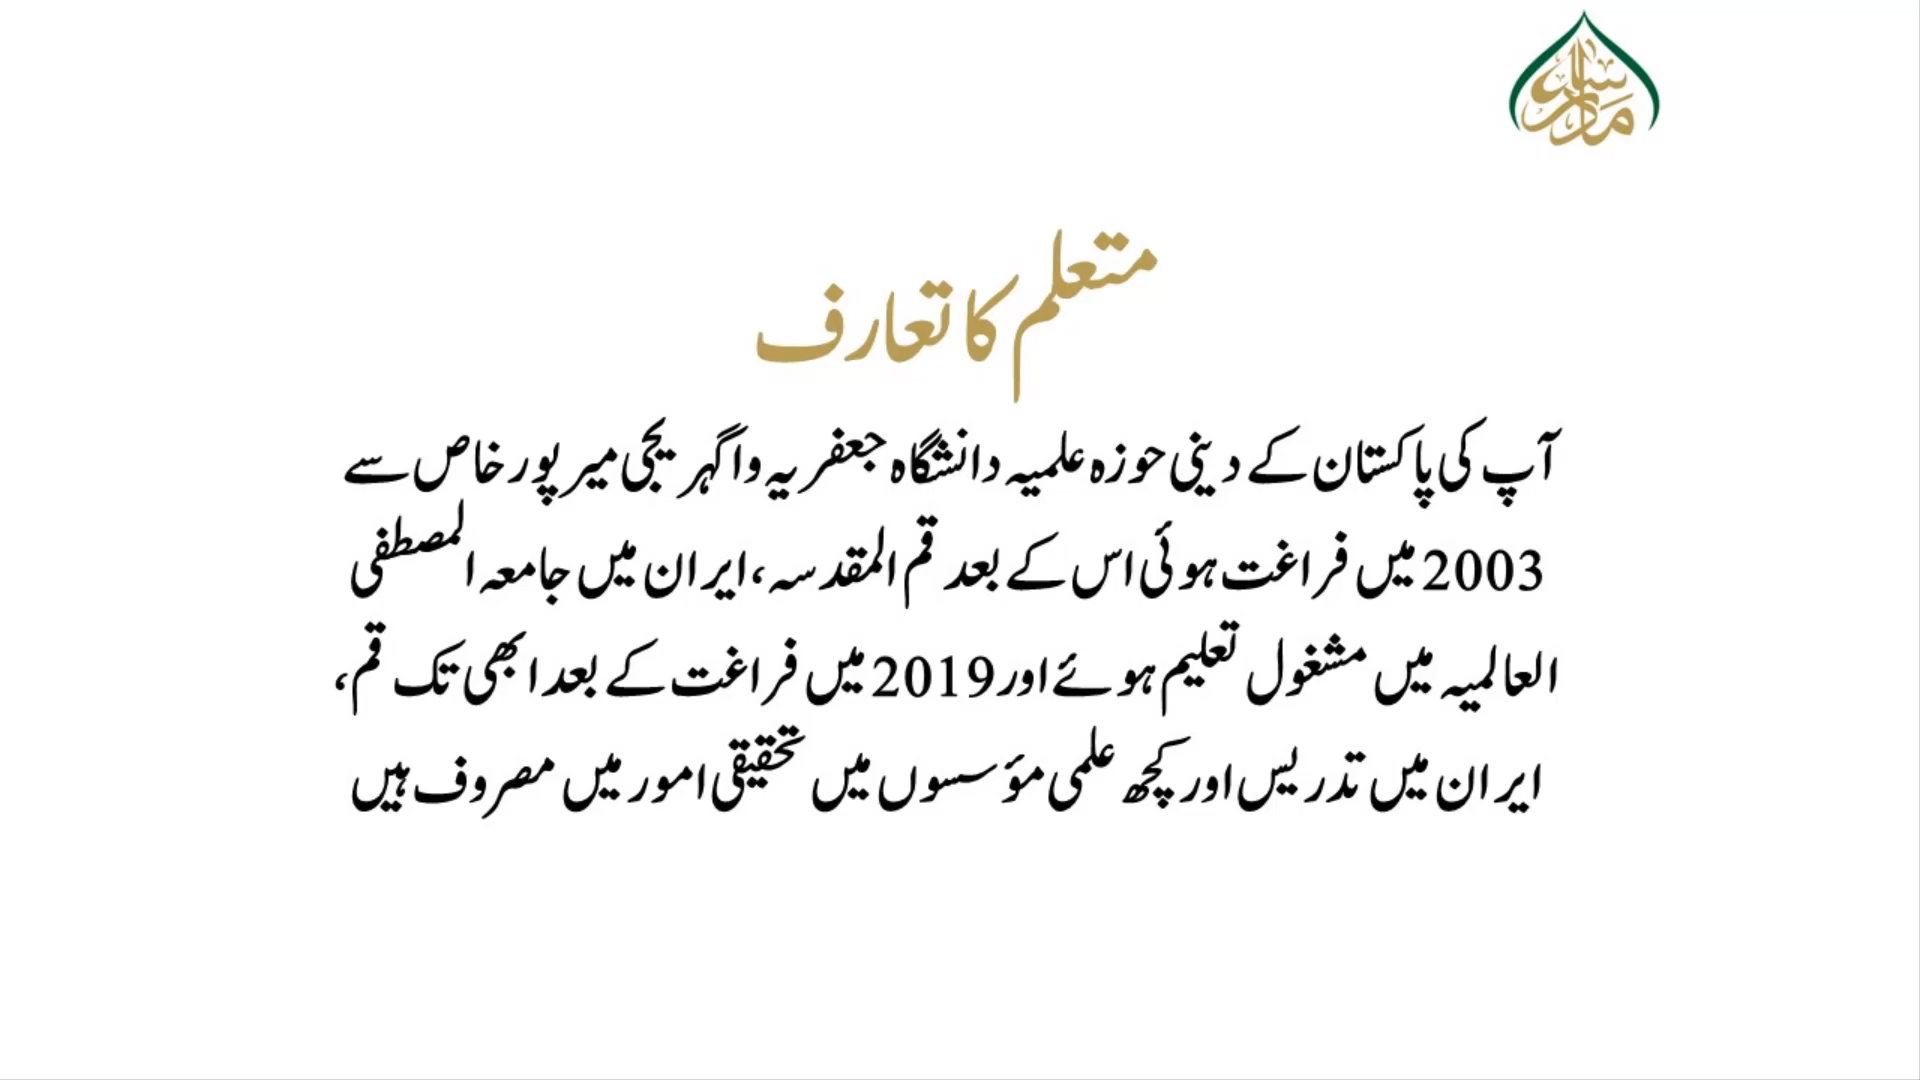 متعلم کا تعارف
آپ کی پاکستان کے دینی حوزہ علمیہ دانشگاہ جعفریہ واگہریجی میرپور خاص سے
2003 میں فراغت ہوئی اس کے بعد قم المقدسہ، ایران میں جامعہ المصطفی
العالمیہ میں مشغول تعلیم ہوئے اور 2019 میں فراغت کے بعد ابھی تک قم،
ایران میں تدریس اور کچھ علمی مؤسسوں میں تحقیقی امور میں مصروف ہیں